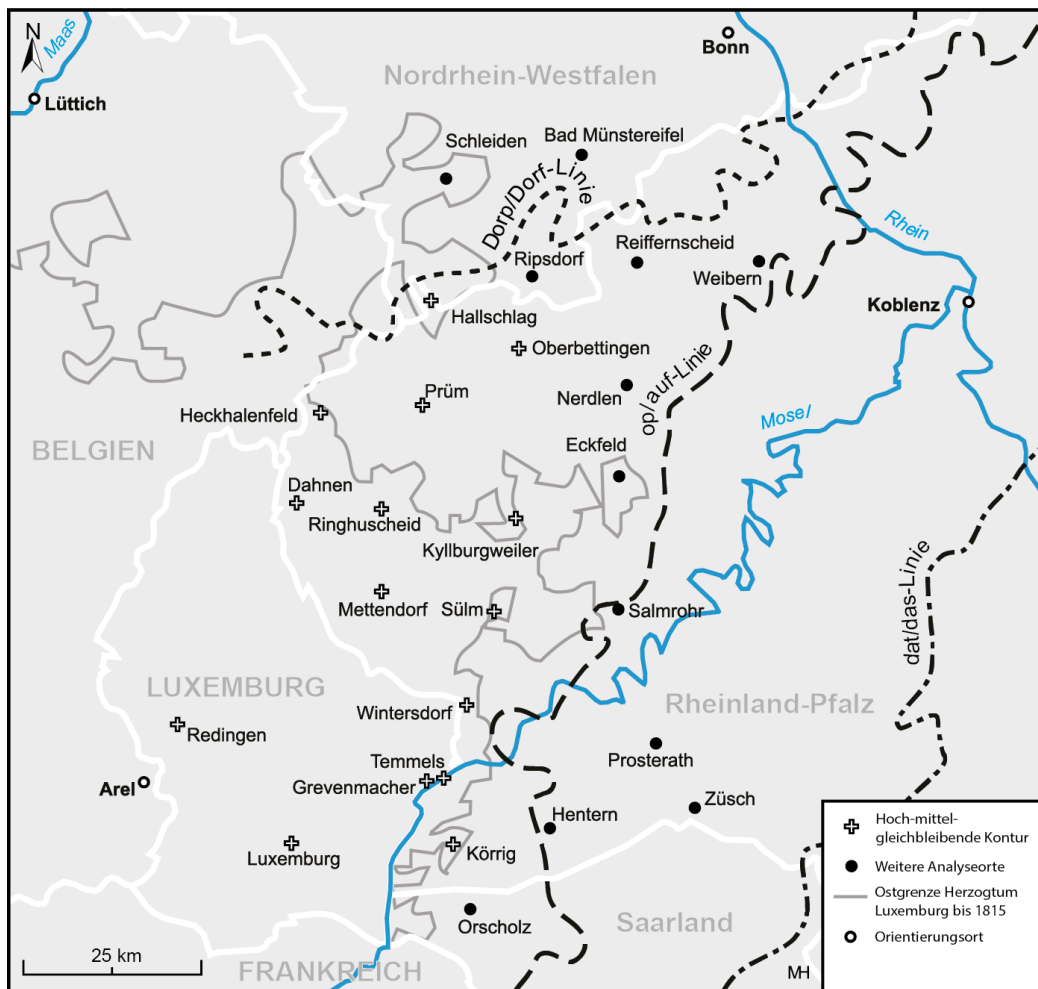 N
Maas
Bonn
Nordrhein-Westfalen
Lüttich
Schleiden
Bad Münstereifel
Dorp/Dorf-Linie
Rhein
Ripsdorf
Reiffernscheid
Weibern
Hallschlag
Koblenz
Oberbettingen
Prüm
Nerdlen
op/auf-Linie
Heckhalenfeld
Mosel
BELGIEN
Eckfeld
Dahnen
Ringhuscheid
Kyllburgweiler
dat/das-Linie
Mettendorf
Sülm
Salmrohr
LUXEMBURG
Wintersdorf
Rheinland-Pfalz
Redingen
Temmels
Prosterath
Arel
Grevenmacher
Züsch
Hentern
Luxemburg
Körrig
Orscholz
Saarland
25 km
FRANKREICH
MH
Hoch-mittel-
gleichbleibende Kontur
Weitere Analyseorte
Ostgrenze Herzogtum
Luxemburg bis 1815
Orientierungsort